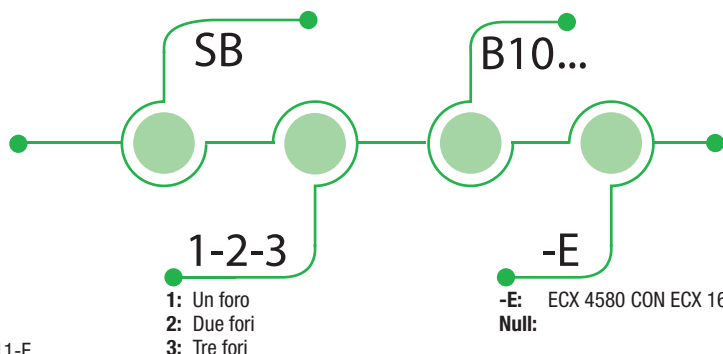 SB
B10...
1-2-3
-E
1: Un foro
2: Due fori
3: Tre fori
-E: ECX 4580 CON ECX 16
Null: